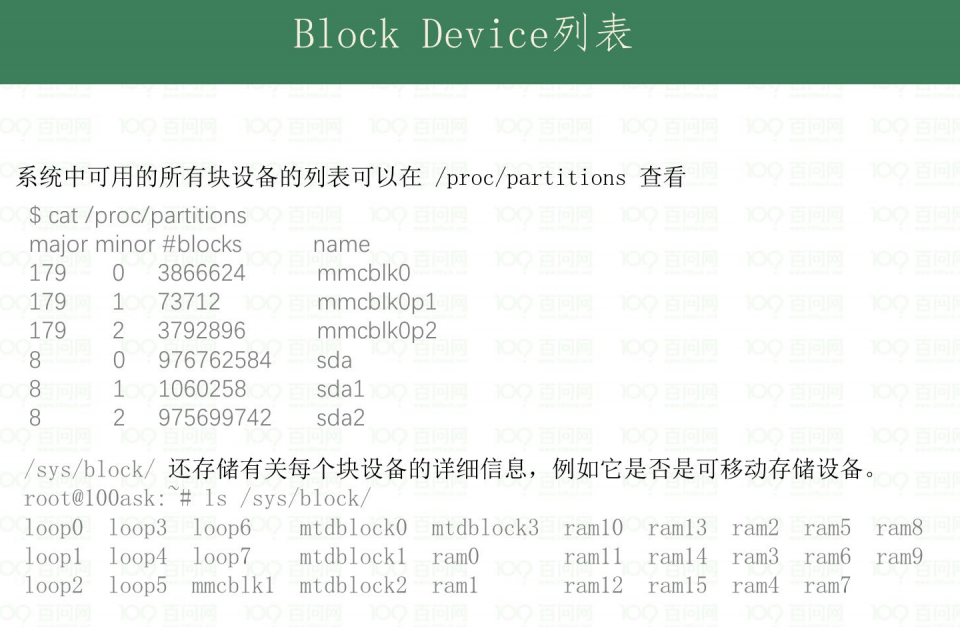 Block Device列表
系统中可用的所有块设备的列表可以在 /proc/partitions 查看
$ cat /proc/partitions
major minor #blocks name
179 0 3866624 mmcblk0
179 1 73712 mmcblk0p1
179 2 3792896 mmcblk0p2
8 0 976762584 sda
8 1 1060258 sda1
8 2 975699742 sda2
/sys/block/ 还存储有关每个块设备的详细信息，例如它是否是可移动存储设备。
root@100ask:~# ls /sys/block/
loop0 loop3 loop6 mtdblock0 mtdblock3 ram10 ram13 ram2 ram5 ram8
loop1 loop4 loop7 mtdblock1 ram0 ram11 ram14 ram3 ram6 ram9
loop2 loop5 mmcblk1 mtdblock2 ram1 ram12 ram15 ram4 ram7